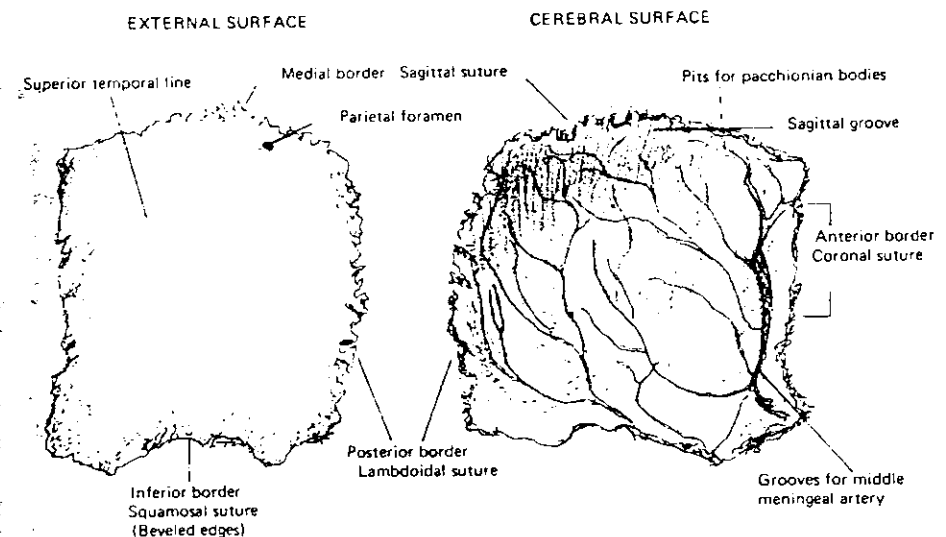 EXTERNAL SURFACE
CEREBRAL SURFACE
Superior temporal line
Medial border Sagittal suture
Parietal foramen
Pits for pacchionian bodies
Sagittal groove
Anterior border
Coronal suture
Posterior border
Lambdoidal suture
Inferior border
Squamosal suture
(Beveled edges)
Grooves for middle
meningeal artery